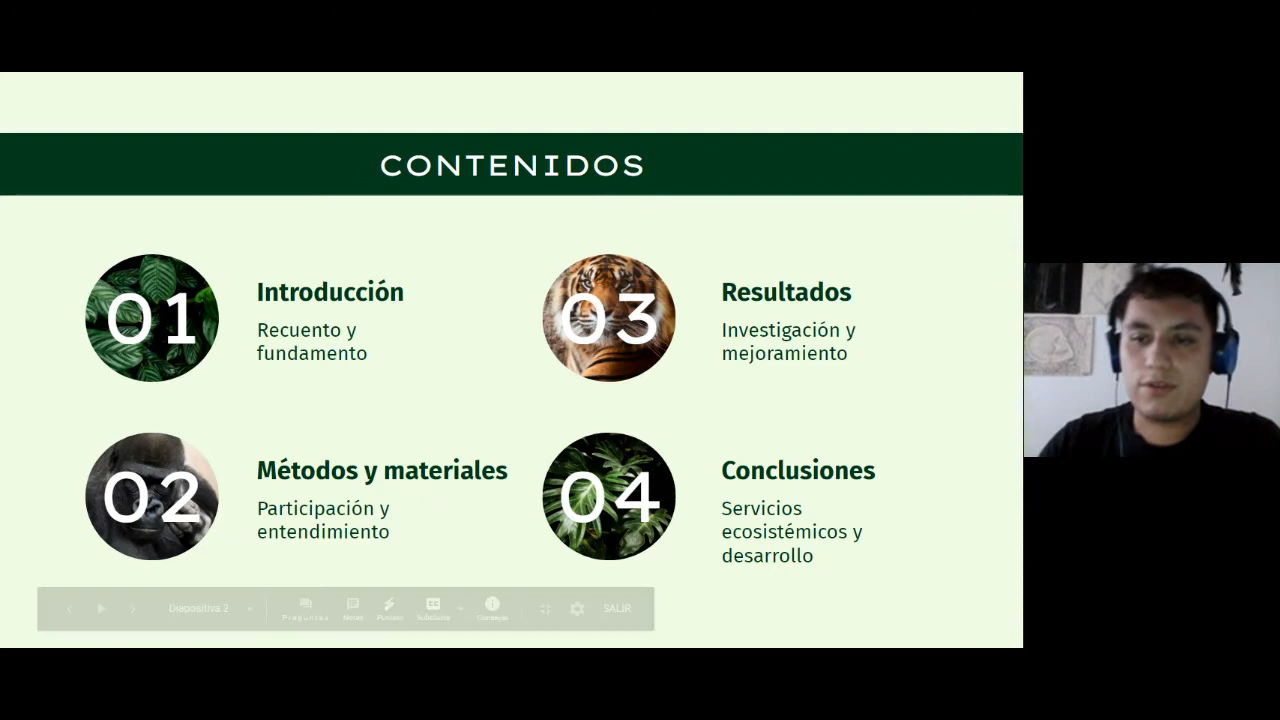 CONTENIDOS
01
Introducción
Recuento y
fundamento
02
Métodos y materiales
Participación y
entendimiento
03
Resultados
Investigación y
mejoramiento
04
Conclusiones
Servicios
ecosistémicos y
desarrollo
Diapositiva 2
Preguntas
Notas
Puntero
SALIR